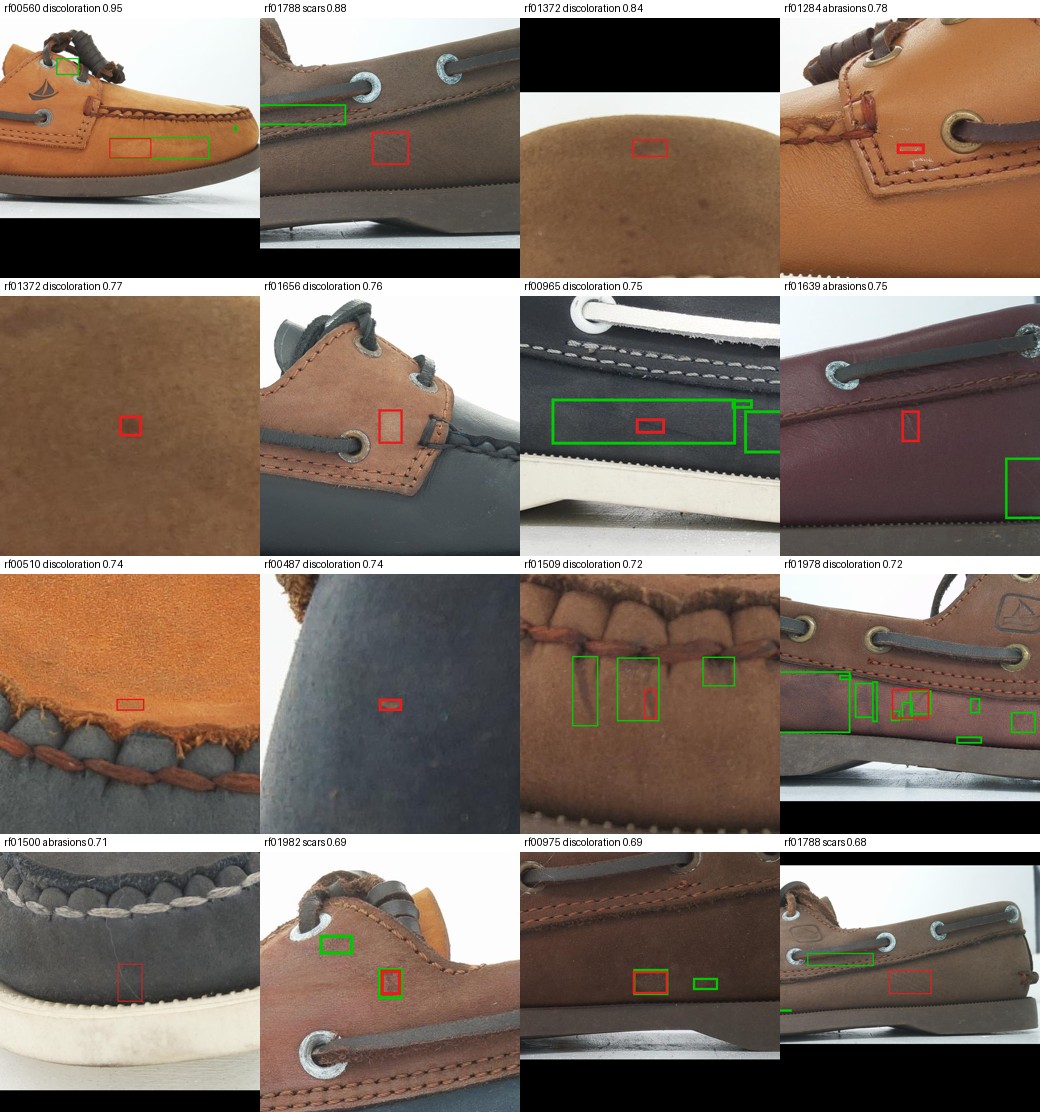 rf00560 discoloration 0.95
rf01788 scars 0.88
rf01372 discoloration 0.84
rf01284 abrasions 0.78
rf01372 discoloration 0.77
rf01656 discoloration 0.76
rf00965 discoloration 0.75
rf01639 abrasions 0.75
rf00510 discoloration 0.74
rf00487 discoloration 0.74
rf01509 discoloration 0.72
rf01978 discoloration 0.72
rf01500 abrasions 0.71
rf01982 scars 0.69
rf00975 discoloration 0.69
rf01788 scars 0.68